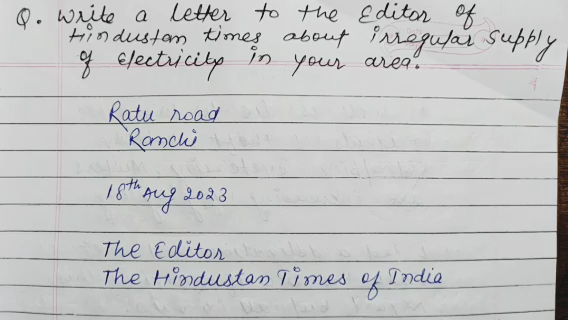 Q. Write a letter to the Editor of
Hindustan times about irregular supply
of electricity in your area.
Ratu road
Ranchi
18th Aug 2023
The Editor
The Hindustan Times of India